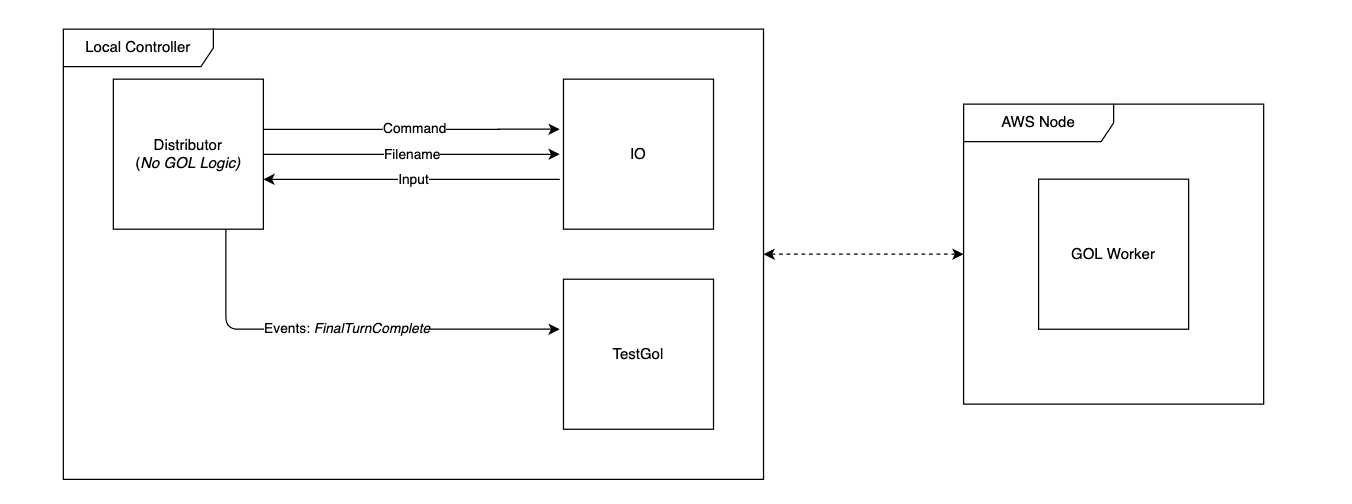 Local Controller
Distributor
(No GOL Logic)
Command
Filename
Input
IO
Events: FinalTurnComplete
TestGol
AWS Node
GOL Worker